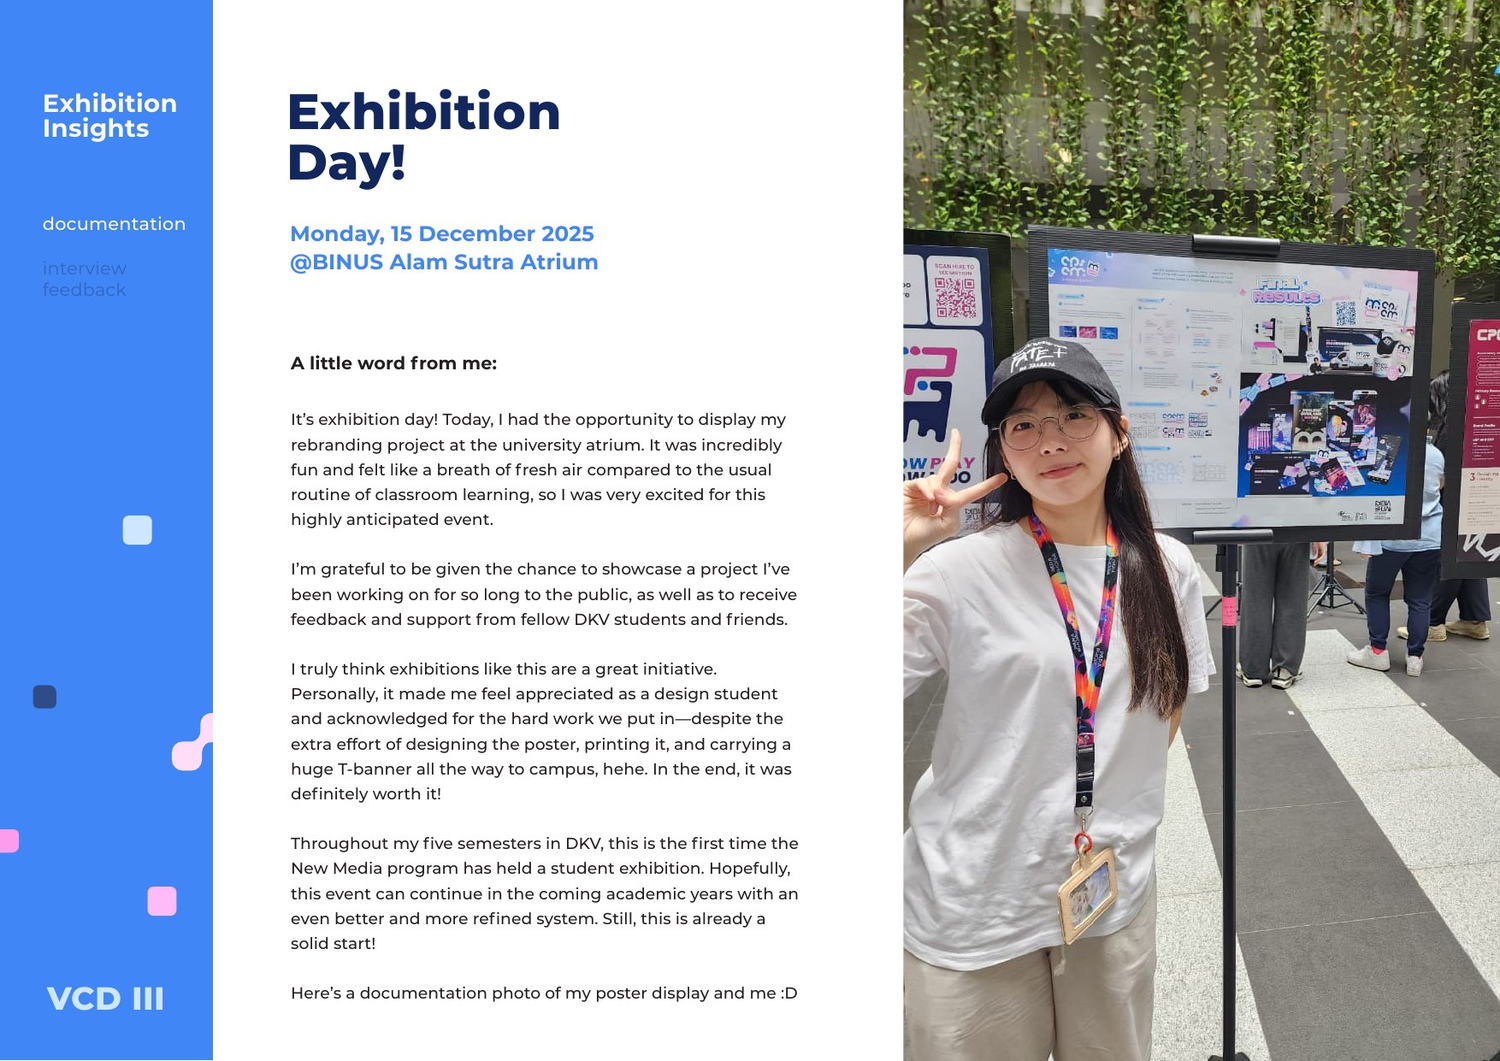 Exhibition
Insights
documentation
interview
feedback
VCD III
Exhibition
Day!
Monday, 15 December 2025
@BINUS Alam Sutra Atrium
A little word from me:
It’s exhibition day! Today, I had the opportunity to display my
rebranding project at the university atrium. It was incredibly
fun and felt like a breath of fresh air compared to the usual
routine of classroom learning, so I was very excited for this
highly anticipated event.
I’m grateful to be given the chance to showcase a project I’ve
been working on for so long to the public, as well as to receive
feedback and support from fellow DKV students and friends.
I truly think exhibitions like this are a great initiative.
Personally, it made me feel appreciated as a design student
and acknowledged for the hard work we put in—despite the
extra effort of designing the poster, printing it, and carrying a
huge T-banner all the way to campus, hehe. In the end, it was
definitely worth it!
Throughout my five semesters in DKV, this is the first time the
New Media program has held a student exhibition. Hopefully,
this event can continue in the coming academic years with an
even better and more refined system. Still, this is already a
solid start!
Here’s a documentation photo of my poster display and me :D
SCAN HERE TO
Final
Results